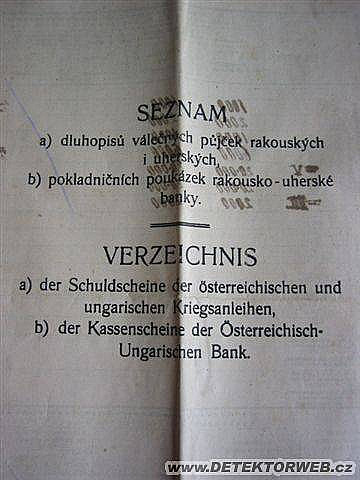 SEZNAM
a) dluhopisů válečných půjček rakouských
i uherských,
b) pokladničních poukázek rakousko-uherské
banky.
VERZEICHNIS
a) der Schuldscheine der österreichischen und
ungarischen Kriegsanleihen,
b) der Kassenscheine der Österreichisch-
Ungarischen Bank.
www.DETEKTORWEB.cz